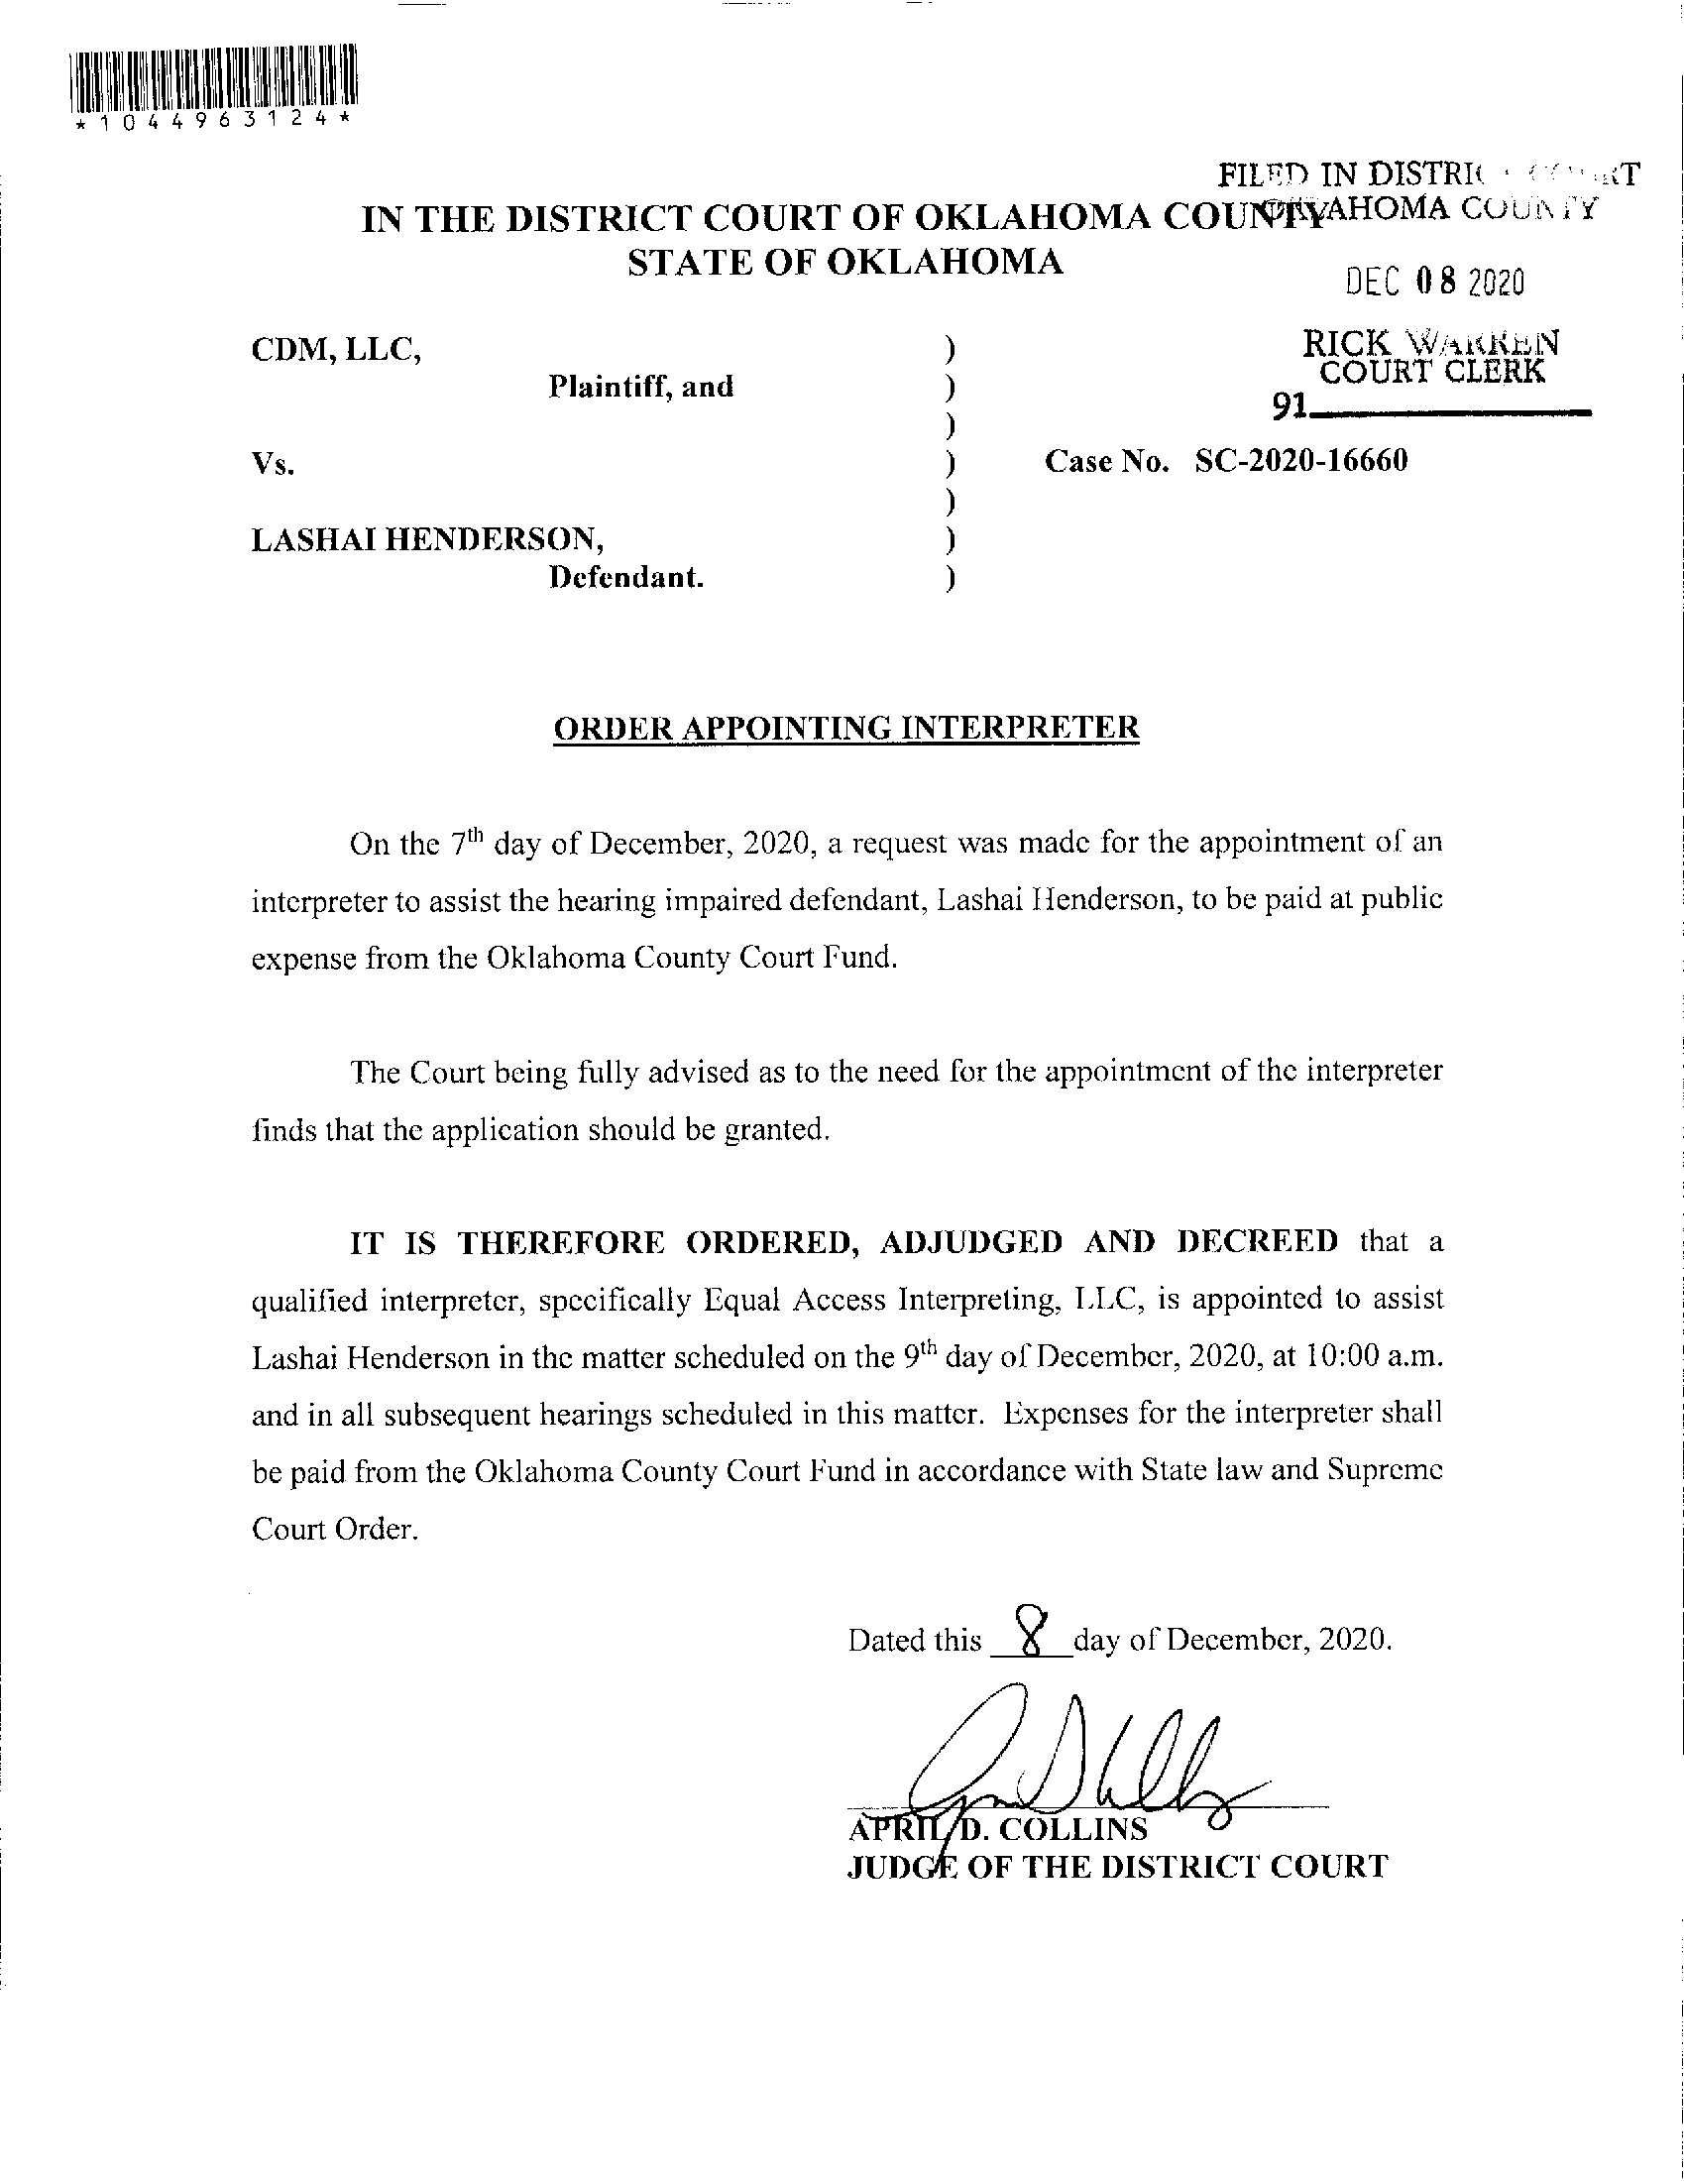 *1044963124*
FILED IN DISTRICT COURT
OKLAHOMA COUNTY
IN THE DISTRICT COURT OF OKLAHOMA COUNTY
STATE OF OKLAHOMA
DEC 08 2020
RICK WARREN
COURT CLERK
91
CDM, LLC, )
Plaintiff, and )
)
Vs. ) Case No. SC-2020-16660
)
LASHAI HENDERSON, )
Defendant. )
ORDER APPOINTING INTERPRETER
On the 7th day of December, 2020, a request was made for the appointment of an
interpreter to assist the hearing impaired defendant, Lashai Henderson, to be paid at public
expense from the Oklahoma County Court Fund.
The Court being fully advised as to the need for the appointment of the interpreter
finds that the application should be granted.
IT IS THEREFORE ORDERED, ADJUDGED AND DECREED that a
qualified interpreter, specifically Equal Access Interpreting, LLC, is appointed to assist
Lashai Henderson in the matter scheduled on the 9th day of December, 2020, at 10:00 a.m.
and in all subsequent hearings scheduled in this matter. Expenses for the interpreter shall
be paid from the Oklahoma County Court Fund in accordance with State law and Supreme
Court Order.
Dated this 8 day of December, 2020.
APRIL D. COLLINS
JUDGE OF THE DISTRICT COURT